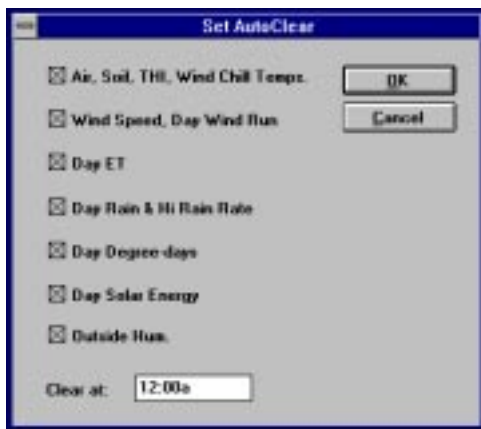 Set AutoClear
Air, Soil, THI, Wind Chill Temps.
OK
Wind Speed, Day Wind Run
Cancel
Day ET
Day Rain & Hi Rain Rate
Day Degree-days
Day Solar Energy
Outside Hum.
Clear at: 12:00a